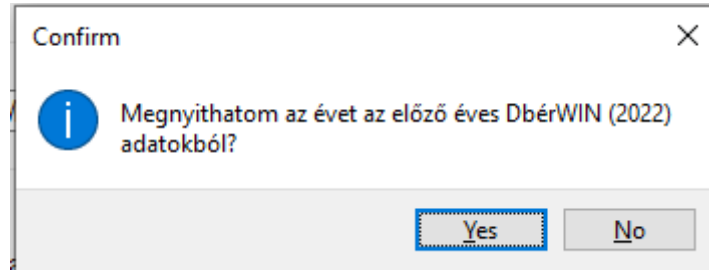 Confirm
Megnyithatom az évet az előző éves DbérWIN (2022)
adatokból?
Yes
No